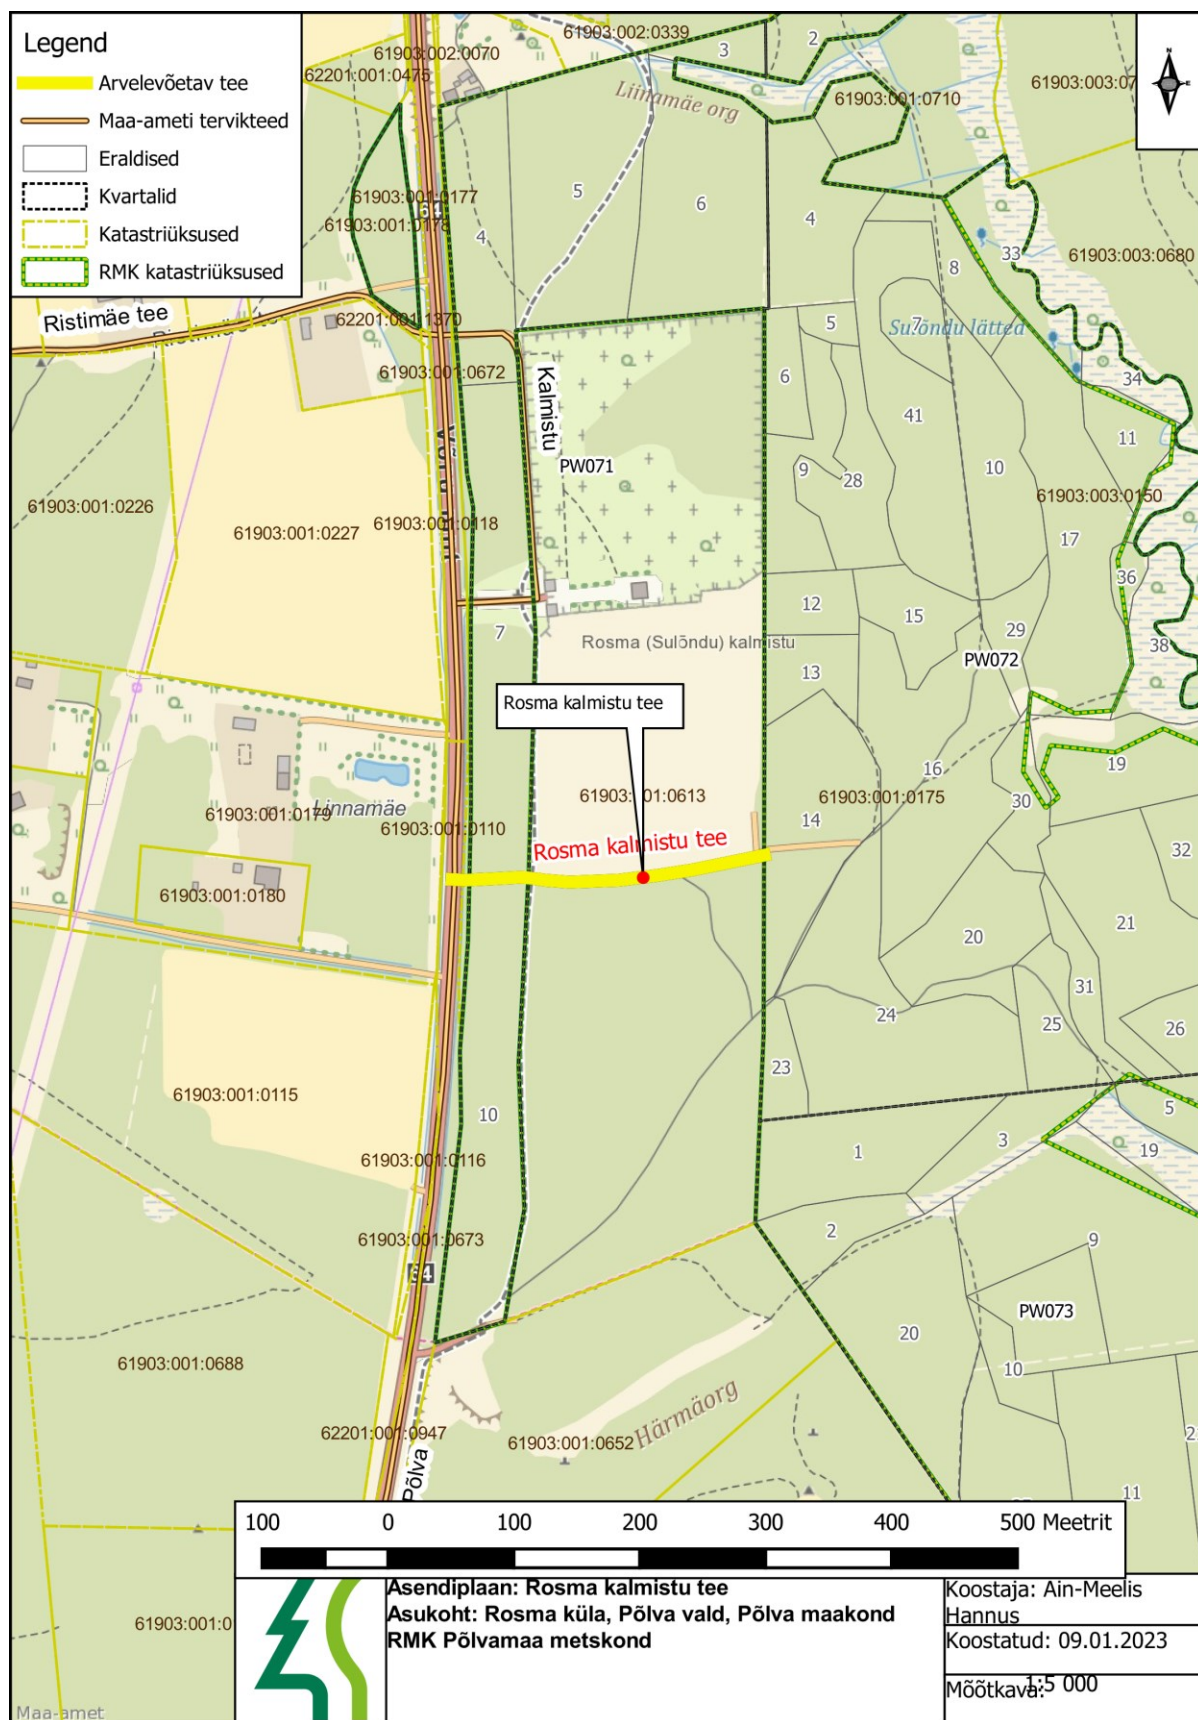 Legend
Arvelevõetav tee
Maa-ameti tervikteed
Eraldised
Kvartalid
Katastriüksused
RMK katastriüksused
61903:002:0339
61903:002:0070
62201:001:0475
3
2
61903:003:07
61903:001:0710
Liinamäe org
N
E
5
6
4
4
61903:001:0177
64
61903:001:0178
8
33
61903:003:0680
Ristimäe tee
62201:001:1370
5
7
Sulõndu lätted
61903:001:0672
6
34
Kalmistu
41
11
PW071
9
28
10
61903:003:0150
61903:001:0226
61903:001:0227
61903:001:0118
17
36
12
15
29
7
Rosma (Sulõndu) kalmistu
38
13
PW072
Rosma kalmistu tee
16
19
61903:001:0613
61903:001:0175
30
Linnamäe
61903:001:0179
61903:001:0110
14
32
Rosma kalmistu tee
61903:001:0180
21
20
31
24
25
26
23
61903:001:0115
10
5
1
3
19
61903:001:0116
2
61903:001:0673
9
64
PW073
20
61903:001:0688
10
62201:001:0947
61903:001:0652
Härmäorg
Põlva
11
100 0 100 200 300 400 500 Meetrit
Asendiplaan: Rosma kalmistu tee
Asukoht: Rosma küla, Põlva vald, Põlva maakond
RMK Põlvamaa metskond
Koostaja: Ain-Meelis
Hannus
Koostatud: 09.01.2023
Mõõtkava: 1:5 000
61903:001:0
Maa-amet